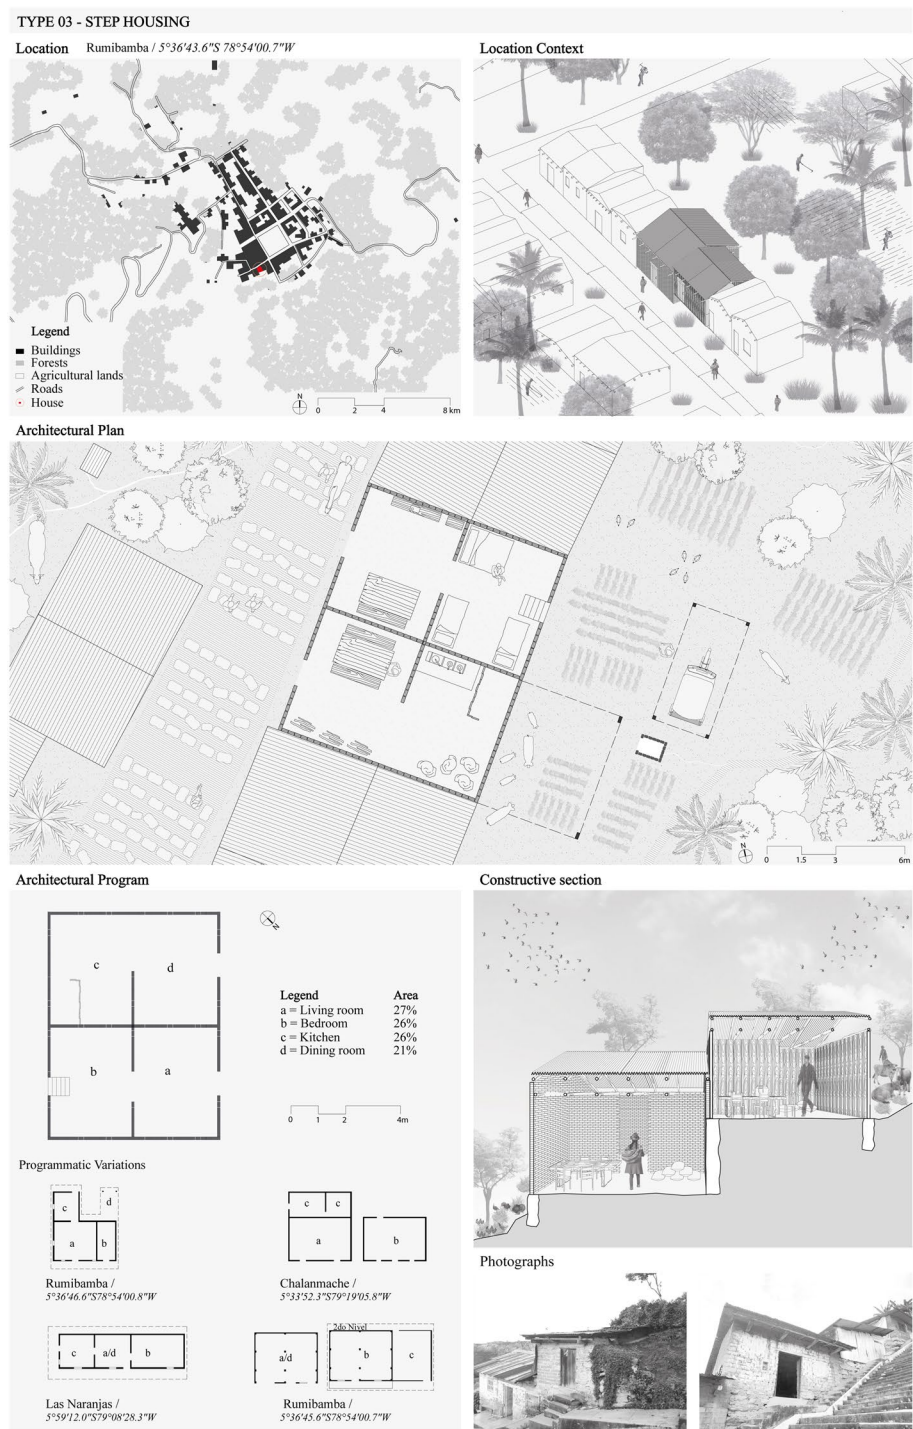 TYPE 03 - STEP HOUSING
Location Rumibamba / 5°36'43.6"S 78°54'00.7"W
Location Context
Legend
Buildings
Forests
Agricultural lands
Roads
House
N
0 2 4 8 km
Architectural Plan
N
0 1.5 3 6m
Architectural Program
Constructive section
N
c d
b a
Legend Area
a = Living room 27%
b = Bedroom 26%
c = Kitchen 26%
d = Dining room 21%
0 1 2 4m
Programmatic Variations
c d
a b
Rumibamba /
5°36'46.6"S78°54'00.8"W
c c
a b
Chalanmache /
5°33'52.3"S79°19'05.8"W
c a/d b
Las Naranjas /
5°59'12.0"S79°08'28.3"W
2do Nivel
a/d b c
Rumibamba /
5°36'45.6"S78°54'00.7"W
Photographs